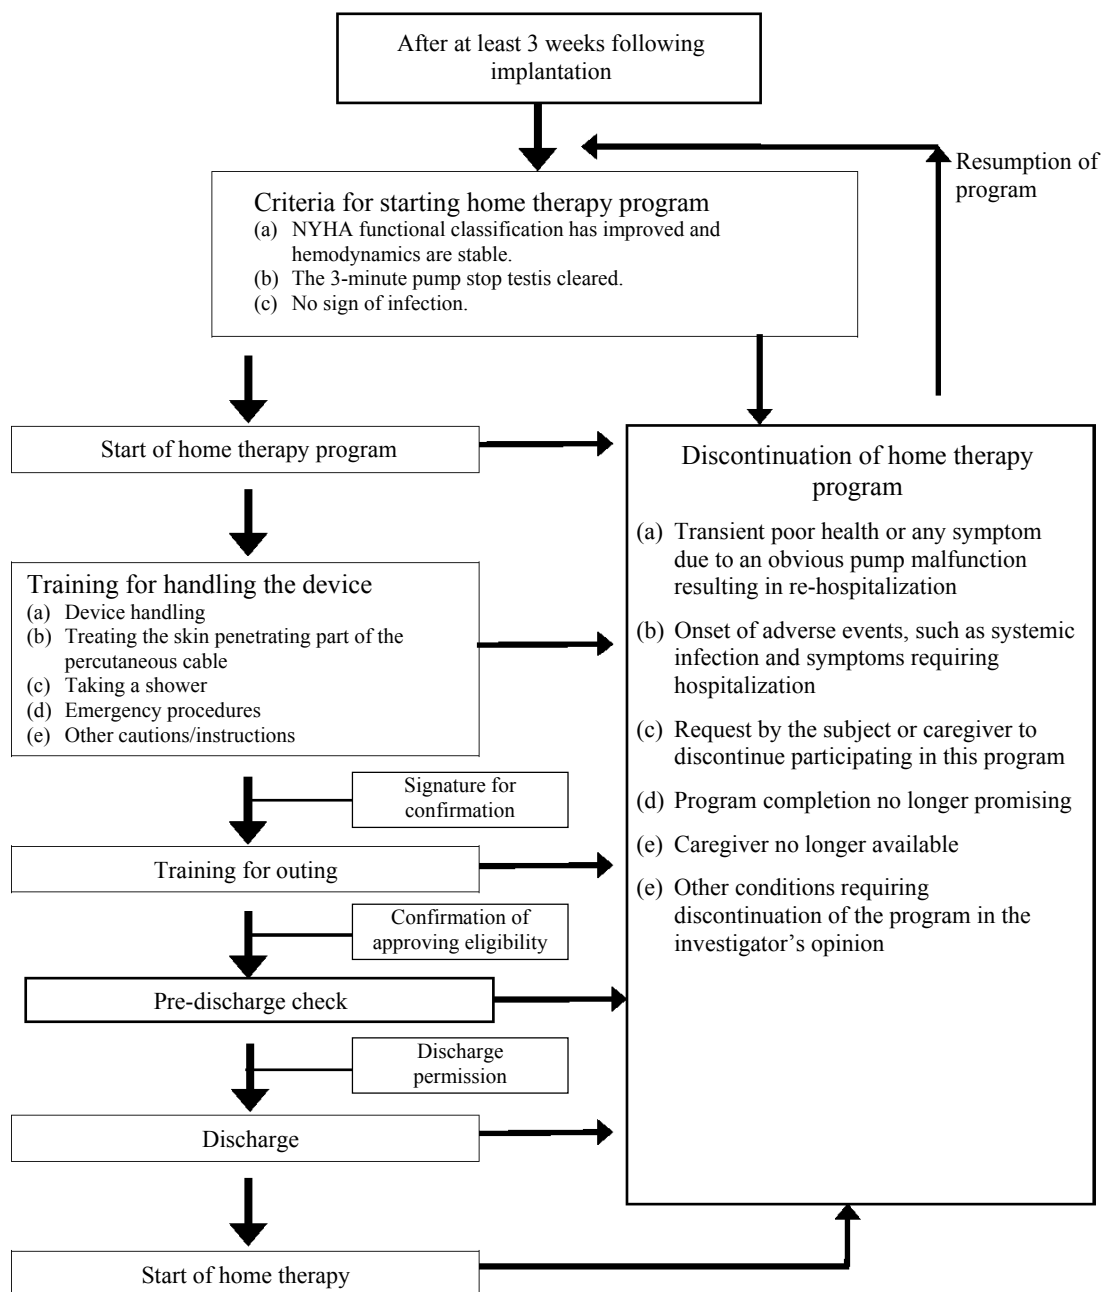 After at least 3 weeks following
implantation
Resumption of
program
Criteria for starting home therapy program
(a) NYHA functional classification has improved and
hemodynamics are stable.
(b) The 3-minute pump stop testis cleared.
(c) No sign of infection.
Start of home therapy program
Training for handling the device
(a) Device handling
(b) Treating the skin penetrating part of the
percutaneous cable
(c) Taking a shower
(d) Emergency procedures
(e) Other cautions/instructions
Signature for
confirmation
Training for outing
Confirmation of
approving eligibility
Pre-discharge check
Discharge
permission
Discharge
Start of home therapy
Discontinuation of home therapy
program
(a) Transient poor health or any symptom
due to an obvious pump malfunction
resulting in re-hospitalization
(b) Onset of adverse events, such as systemic
infection and symptoms requiring
hospitalization
(c) Request by the subject or caregiver to
discontinue participating in this program
(d) Program completion no longer promising
(e) Caregiver no longer available
(e) Other conditions requiring
discontinuation of the program in the
investigator's opinion